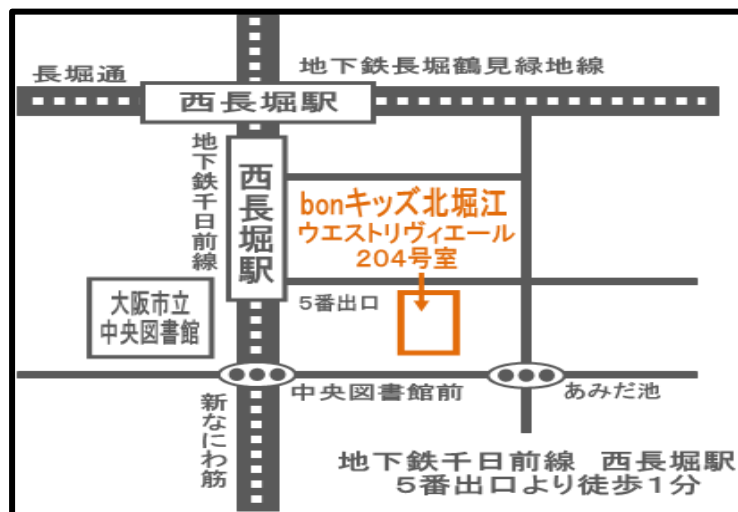 長堀通
地下鉄長堀鶴見緑地線
西長堀駅
地下鉄千日前線
西長堀駅
bonキッズ北堀江
ウエストリヴィエール
204号室
5番出口
大阪市立
中央図書館
中央図書館前
あみだ池
新なにわ筋
地下鉄千日前線 西長堀駅
5番出口より徒歩1分